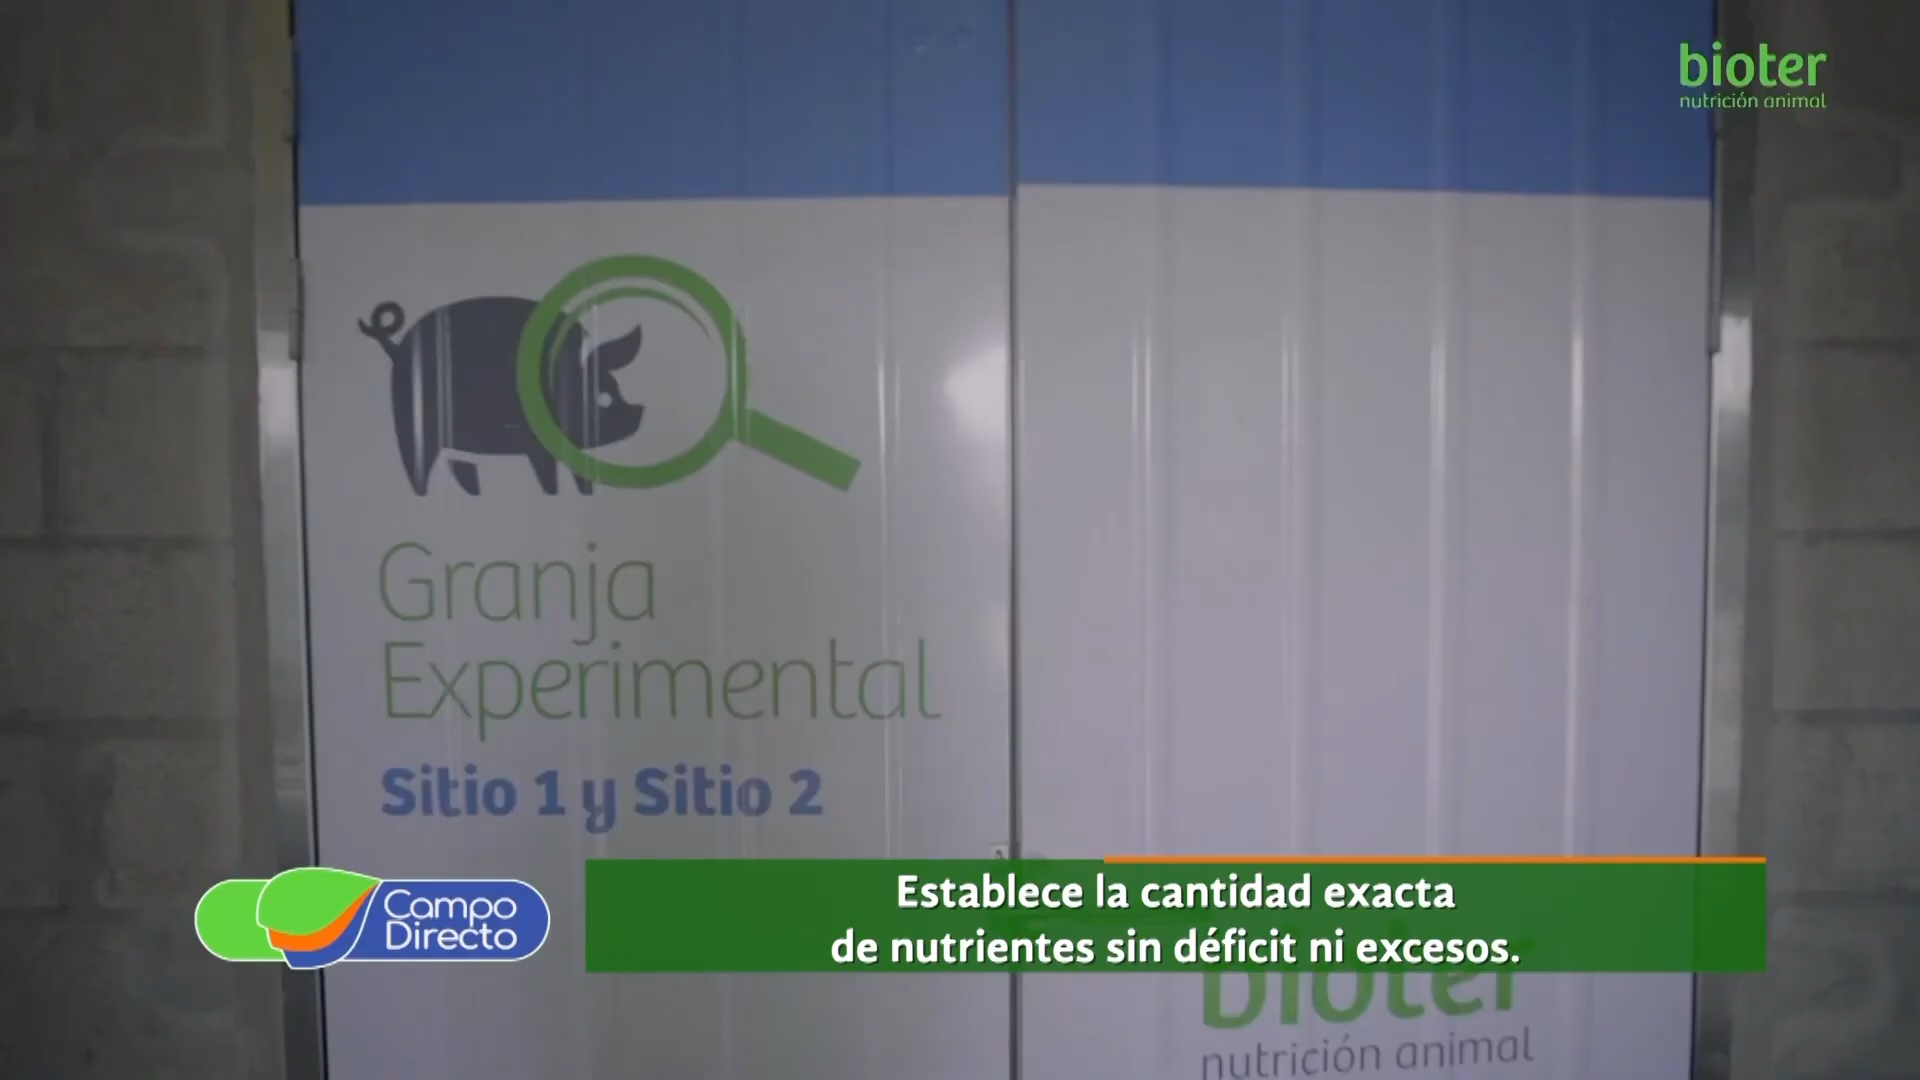 bioter
nutrición animal
Granja
Experimental
Sitio 1 y Sitio 2
Campo
Directo
Establece la cantidad exacta
de nutrientes sin déficit ni excesos.
bioter
nutrición animal